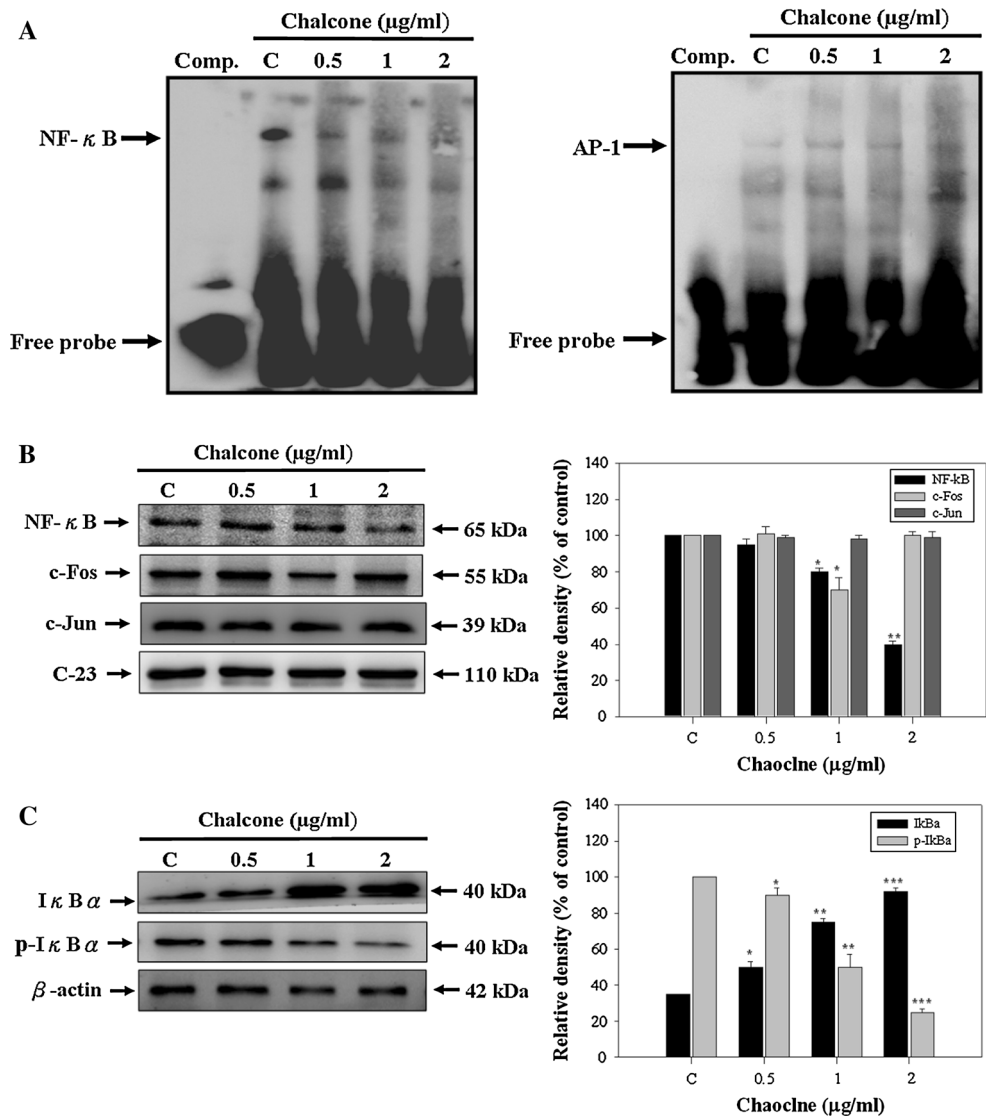 A
Chalcone (µg/ml)
Comp. C 0.5 1 2
NF-κB
Free probe
Chalcone (µg/ml)
Comp. C 0.5 1 2
AP-1
Free probe
B
Chalcone (µg/ml)
C 0.5 1 2
NF-κB 65 kDa
c-Fos 55 kDa
c-Jun 39 kDa
C-23 110 kDa
Relative density (% of control)
140
120
100
80
60
40
20
0
NF-kB
c-Fos
c-Jun
* *
**
C 0.5 1 2
Chaoclne (µg/ml)
C
Chalcone (µg/ml)
C 0.5 1 2
IκBα 40 kDa
p-IκBα 40 kDa
β-actin 42 kDa
Relative density (% of control)
140
120
100
80
60
40
20
0
IkBa
p-IkBa
* * ** ** *** ***
C 0.5 1 2
Chaoclne (µg/ml)